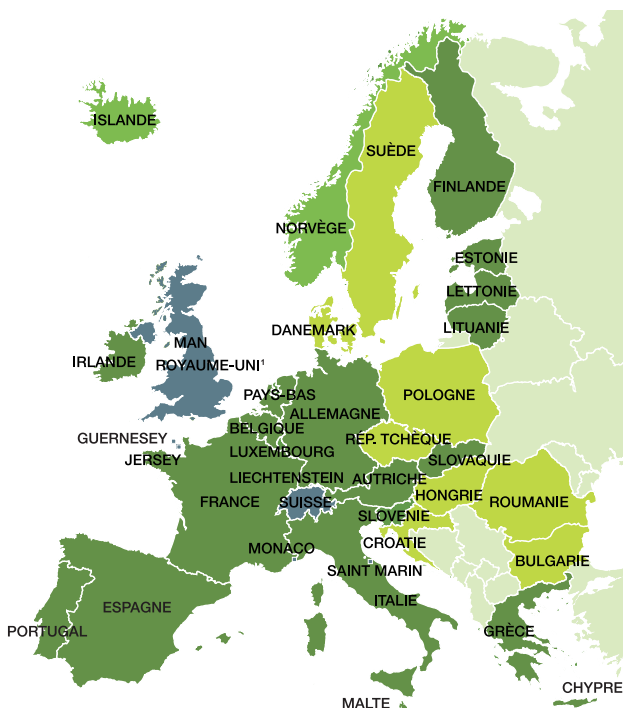 ISLANDE
SUÈDE
FINLANDE
NORVÈGE
ESTONIE
LETTONIE
LITUANIE
DANEMARK
MAN
IRLANDE
ROYAUME-UNI¹
PAYS-BAS
POLOGNE
ALLEMAGNE
BELGIQUE
GUERNESEY
RÉP. TCHÈQUE
JERSEY
LUXEMBOURG
SLOVAQUIE
LIECHTENSTEIN
AUTRICHE
FRANCE
SUISSE
HONGRIE
ROUMANIE
SLOVENIE
CROATIE
MONACO
BULGARIE
SAINT MARIN
ESPAGNE
ITALIE
PORTUGAL
GRÈCE
CHYPRE
MALTE